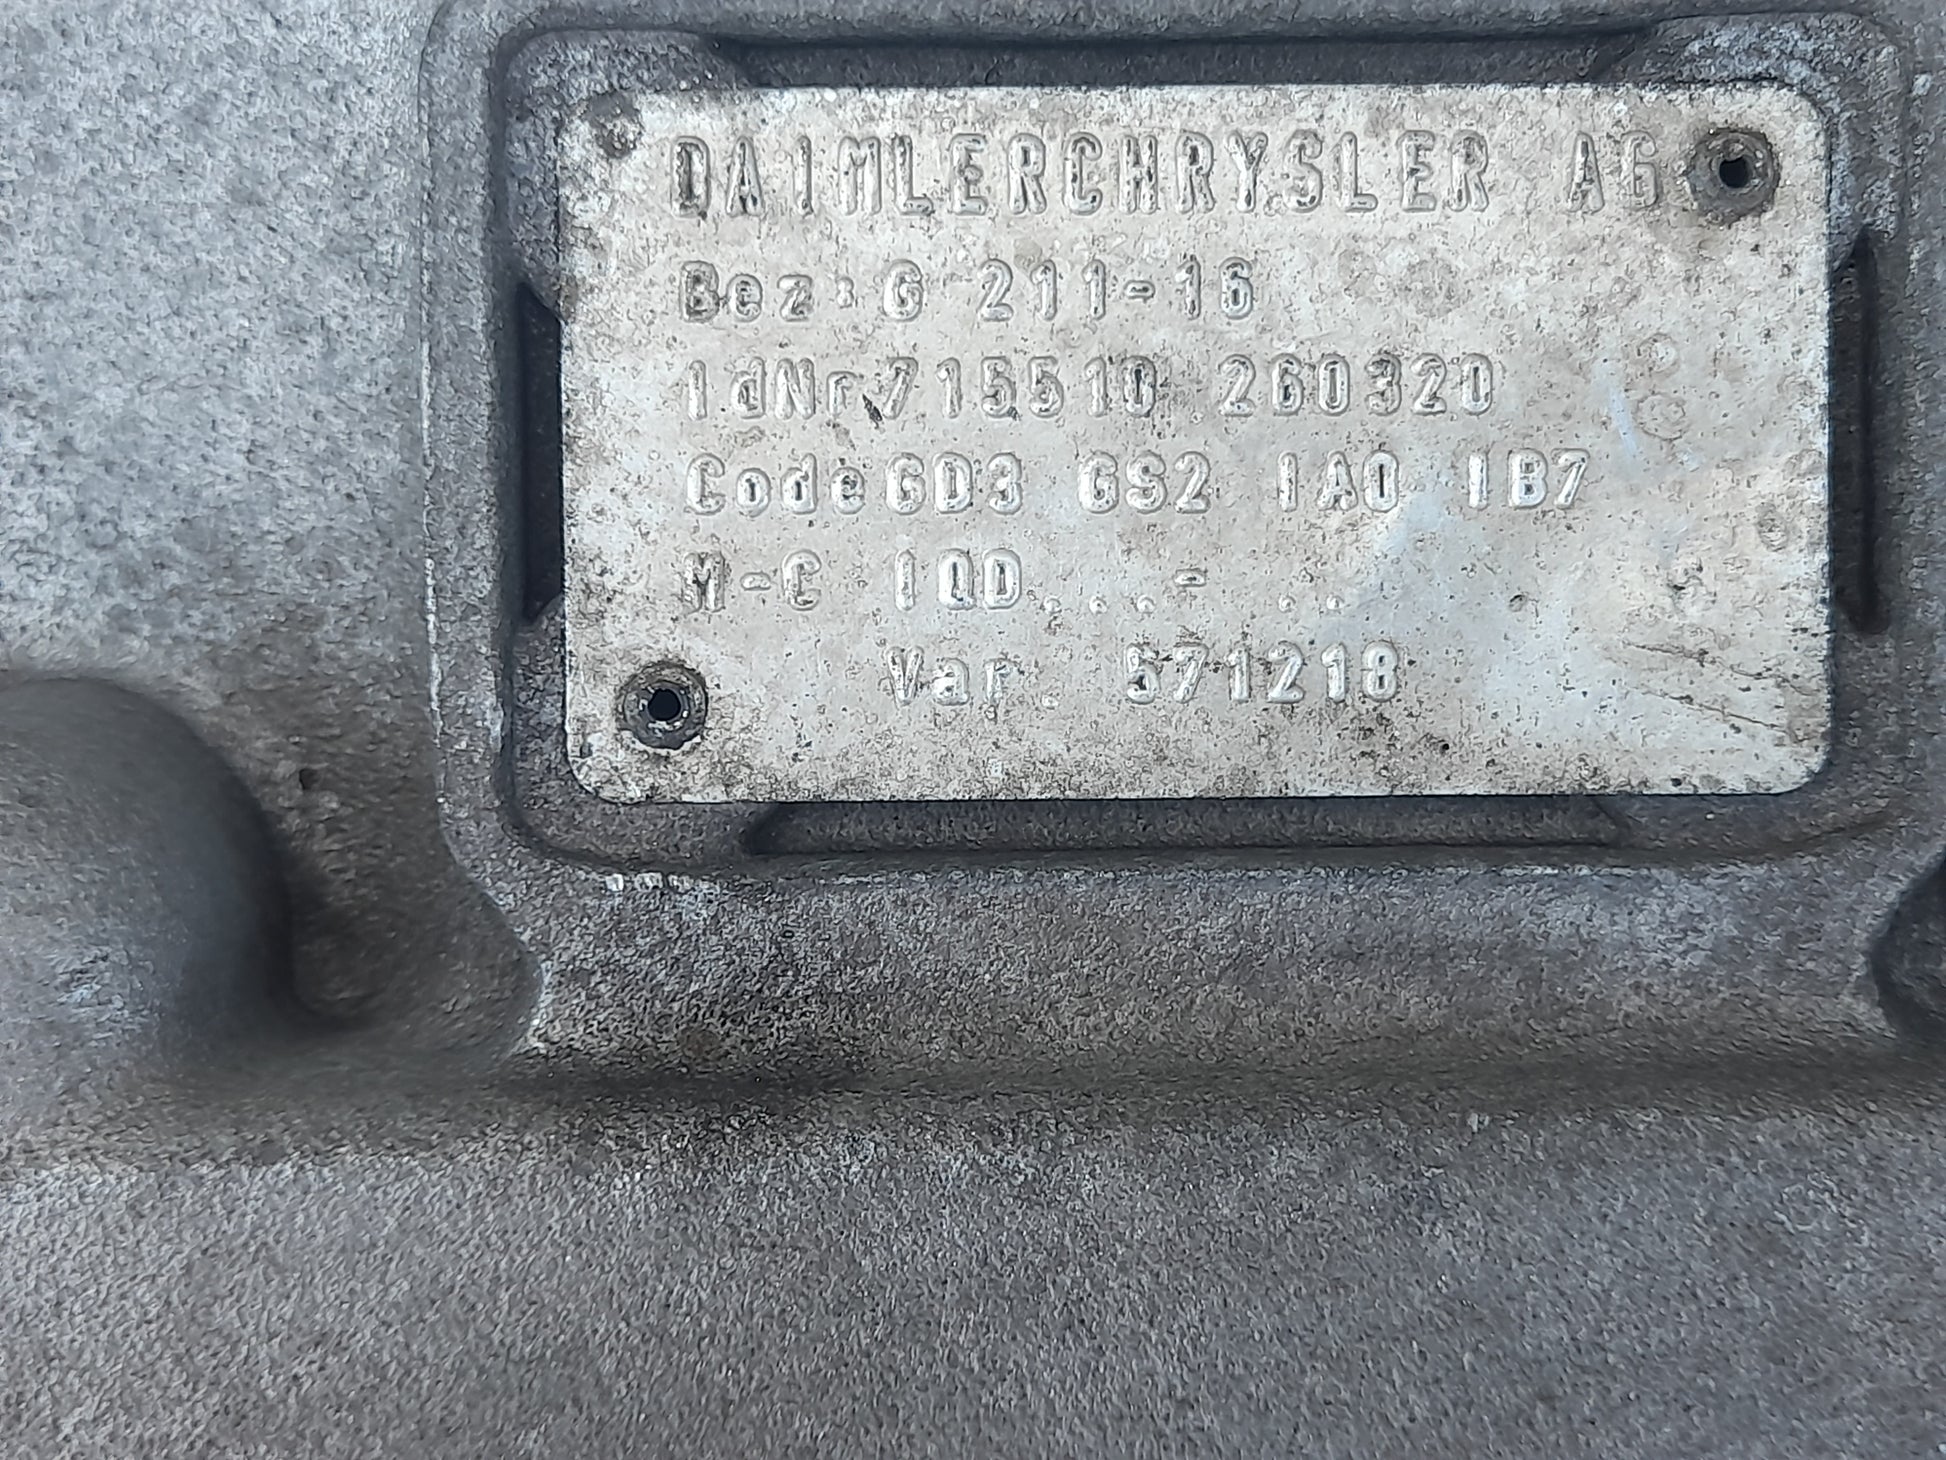 DAIMLERCHRYSLER AG
Bez:G 211-16
IdNr.715510 260320
Code GD3 GS2 1A0 1B7
M-C 1QD....- ..
Var. 571218